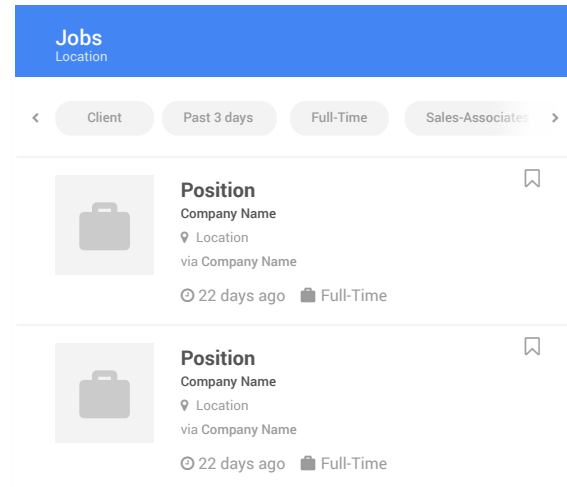 Jobs
Location
Client Past 3 days Full-Time Sales-Associates
Position
Company Name
Location
via Company Name
22 days ago Full-Time
Position
Company Name
Location
via Company Name
22 days ago Full-Time